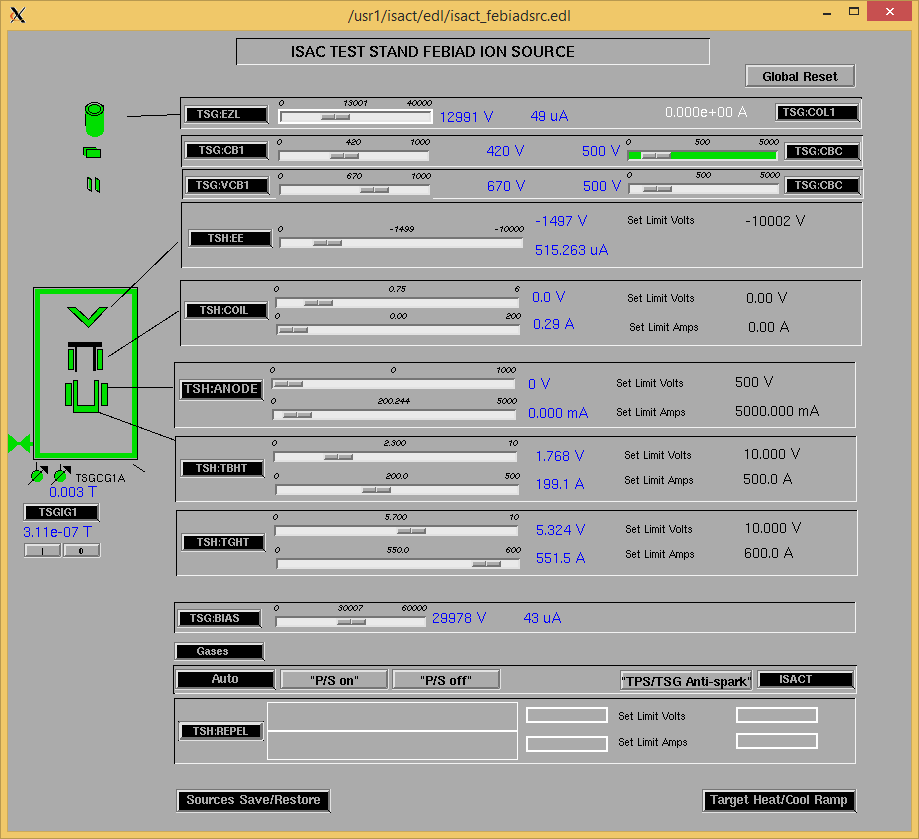 /usr1/isact/edl/isact_febiadsrc.edl
ISAC TEST STAND FEBIAD ION SOURCE
Global Reset
0 13001 40000
TSG:EZL 12991 V 49 uA 0.000e+00 A TSG:COL1
0 420 1000 0 500 5000
TSG:CB1 420 V 500 V TSG:CBC
0 670 1000 0 500 5000
TSG:VCB1 670 V 500 V TSG:CBC
-1497 V Set Limit Volts -10002 V
0 -1499 -10000
TSH:EE
515.263 uA
0 0.75 6
0.0 V Set Limit Volts 0.00 V
TSH:COIL
0 0.00 200
0.29 A Set Limit Amps 0.00 A
0 0 1000
0 V Set Limit Volts 500 V
TSH:ANODE
0 200.244 5000
0.000 mA Set Limit Amps 5000.000 mA
0 2.300 10
1.768 V Set Limit Volts 10.000 V
TSH:TBHT
0 200.0 500
199.1 A Set Limit Amps 500.0 A
TSGCG1A
0.003 T
TSGIG1
3.11e-07 T
I 0
0 5.700 10
5.324 V Set Limit Volts 10.000 V
TSH:TGHT
0 550.0 600
551.5 A Set Limit Amps 600.0 A
0 30007 60000
TSG:BIAS 29978 V 43 uA
Gases
Auto "P/S on" "P/S off" "TPS/TSG Anti-spark" ISACT
Set Limit Volts
TSH:REPEL
Set Limit Amps
Sources Save/Restore Target Heat/Cool Ramp